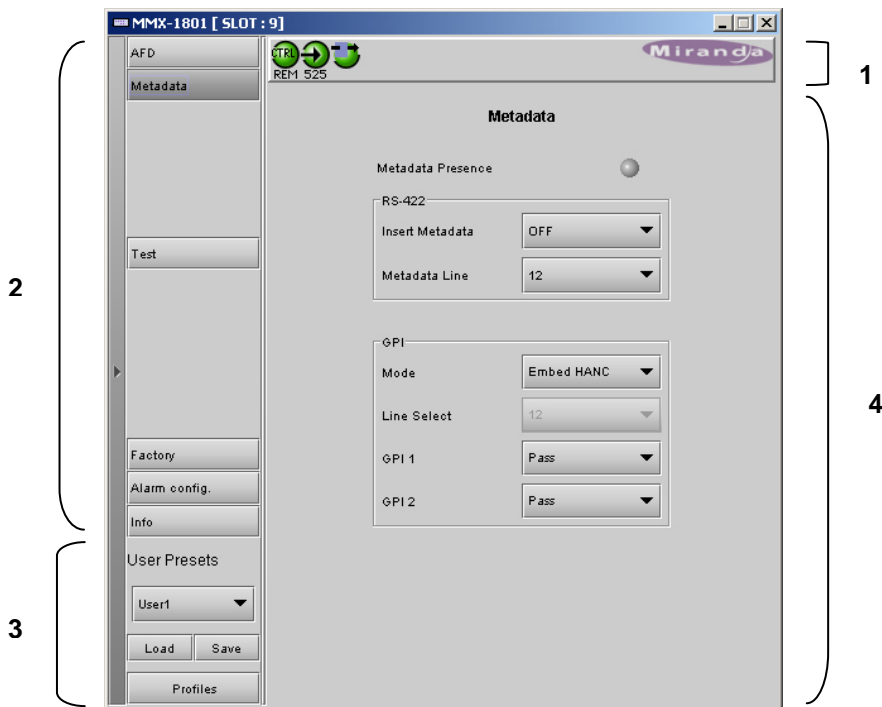 MMX-1801 [ SLOT : 9]
AFD
Metadata
Test
Factory
Alarm config.
Info
User Presets
User1
Load Save
Profiles
CTRL
REM 525
Miranda
Metadata
Metadata Presence
RS-422
Insert Metadata OFF
Metadata Line 12
GPI
Mode Embed HANC
Line Select 12
GPI 1 Pass
GPI 2 Pass
1
2
3
4